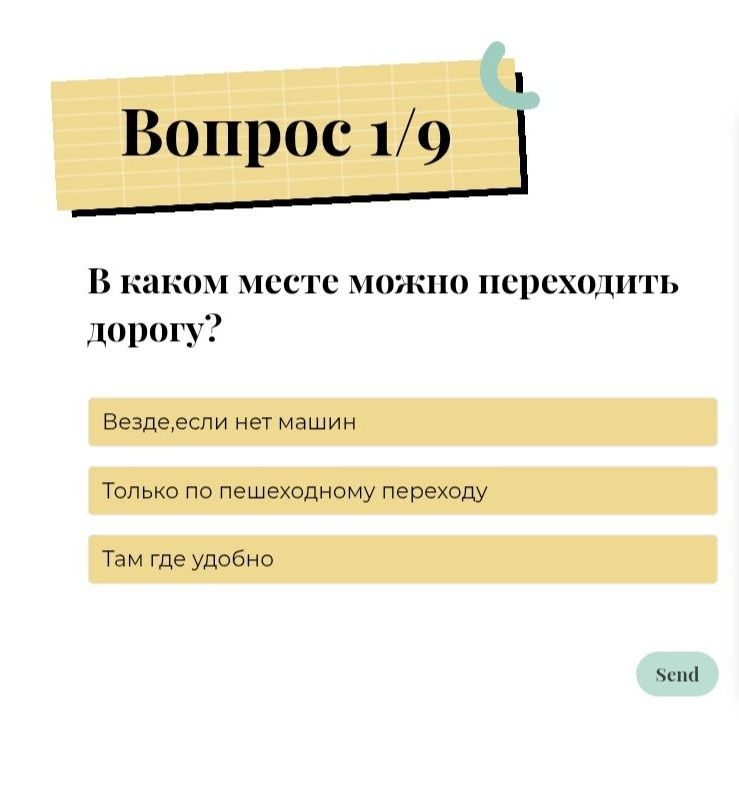 Вопрос 1/9
В каком месте можно переходить
дорогу?
Везде,если нет машин
Только по пешеходному переходу
Там где удобно
Send